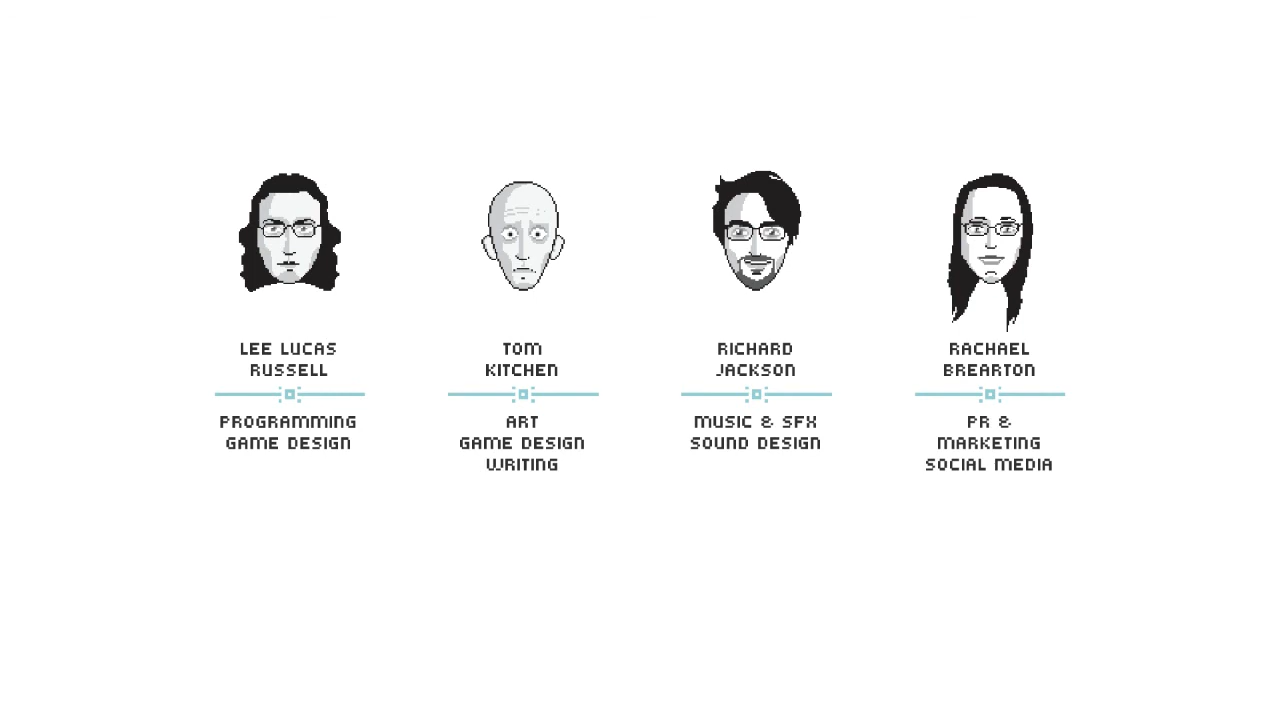 LEE LUCAS
RUSSELL
PROGRAMMING
GAME DESIGN
TOM
KITCHEN
ART
GAME DESIGN
WRITING
RICHARD
JACKSON
MUSIC & SFX
SOUND DESIGN
RACHAEL
BREARTON
PR &
MARKETING
SOCIAL MEDIA